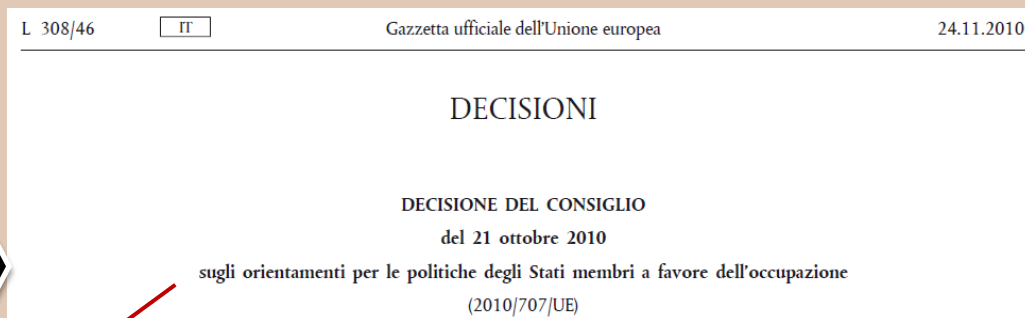 L 308/46 IT Gazzetta ufficiale dell'Unione europea 24.11.2010
DECISIONI
DECISIONE DEL CONSIGLIO
del 21 ottobre 2010
sugli orientamenti per le politiche degli Stati membri a favore dell'occupazione
(2010/707/UE)